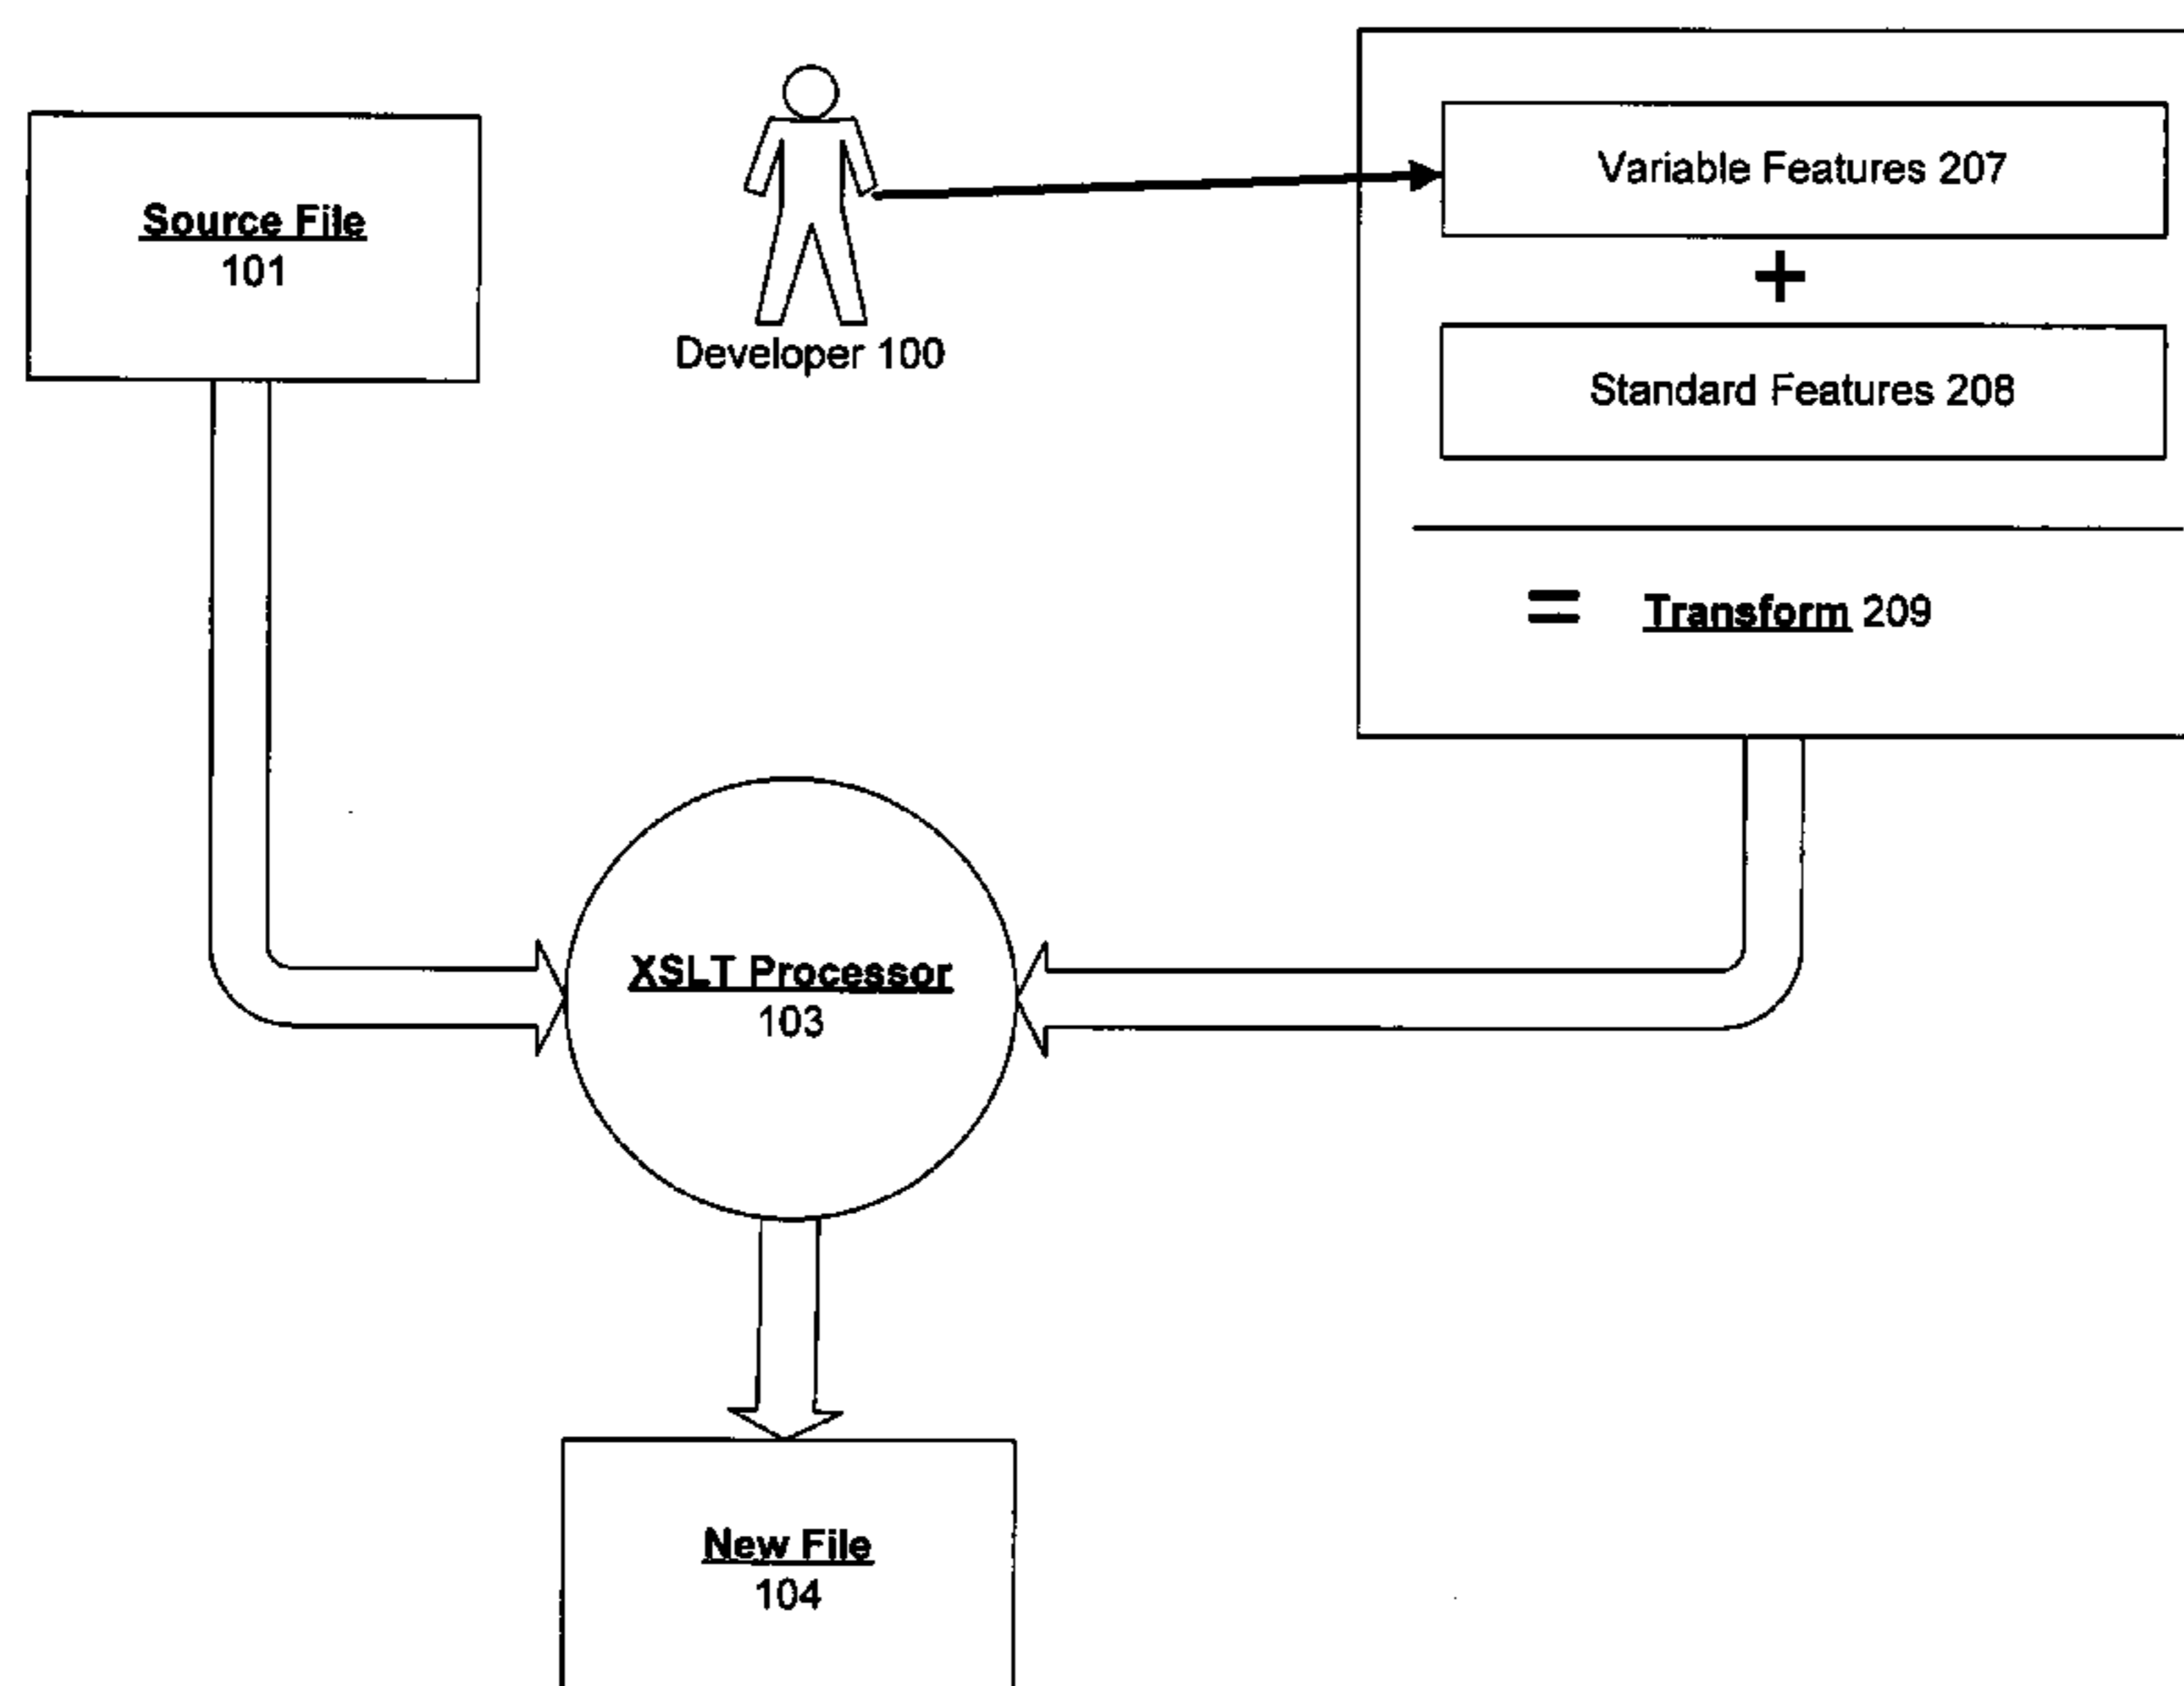 Source File
101
Developer 100
Variable Features 207
+
Standard Features 208
= Transform 209
XSLT Processor
103
New File
104